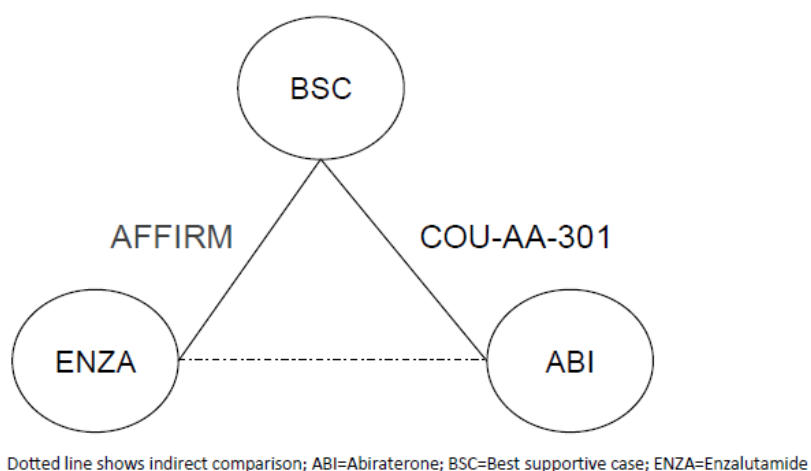 BSC
AFFIRM
COU-AA-301
ENZA
ABI
Dotted line shows indirect comparison; ABI=Abiraterone; BSC=Best supportive case; ENZA=Enzalutamide